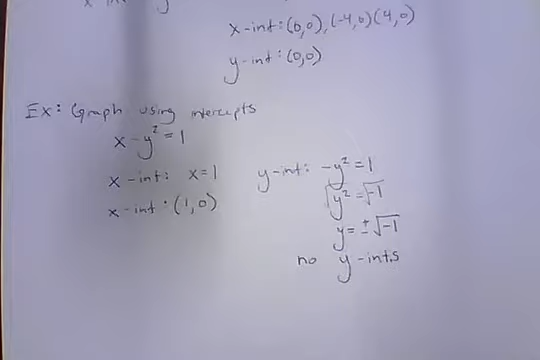 x-int: (0,0), (-4,0) (4,0)
y-int: (0,0)
Ex: Graph using intercepts
x - y² = 1
x-int: x=1
x-int: (1,0)
y-int: -y² = 1
√y² = √-1
y = ±√-1
no y-ints